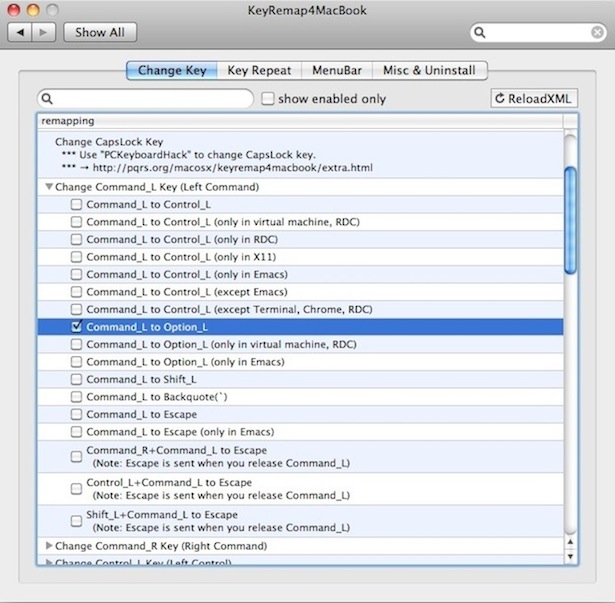 KeyRemap4MacBook
Show All
Change Key
Key Repeat
MenuBar
Misc & Uninstall
show enabled only
ReloadXML
remapping
Change CapsLock Key
*** Use "PCKeyboardHack" to change CapsLock key.
*** → http://pqrs.org/macosx/keyremap4macbook/extra.html
Change Command_L Key (Left Command)
Command_L to Control_L
Command_L to Control_L (only in virtual machine, RDC)
Command_L to Control_L (only in RDC)
Command_L to Control_L (only in X11)
Command_L to Control_L (only in Emacs)
Command_L to Control_L (except Emacs)
Command_L to Control_L (except Terminal, Chrome, RDC)
Command_L to Option_L
Command_L to Option_L (only in virtual machine, RDC)
Command_L to Option_L (only in Emacs)
Command_L to Shift_L
Command_L to Backquote(`)
Command_L to Escape
Command_L to Escape (only in Emacs)
Command_R+Command_L to Escape
(Note: Escape is sent when you release Command_L)
Control_L+Command_L to Escape
(Note: Escape is sent when you release Command_L)
Shift_L+Command_L to Escape
(Note: Escape is sent when you release Command_L)
Change Command_R Key (Right Command)
Change Control_L Key (Left Control)